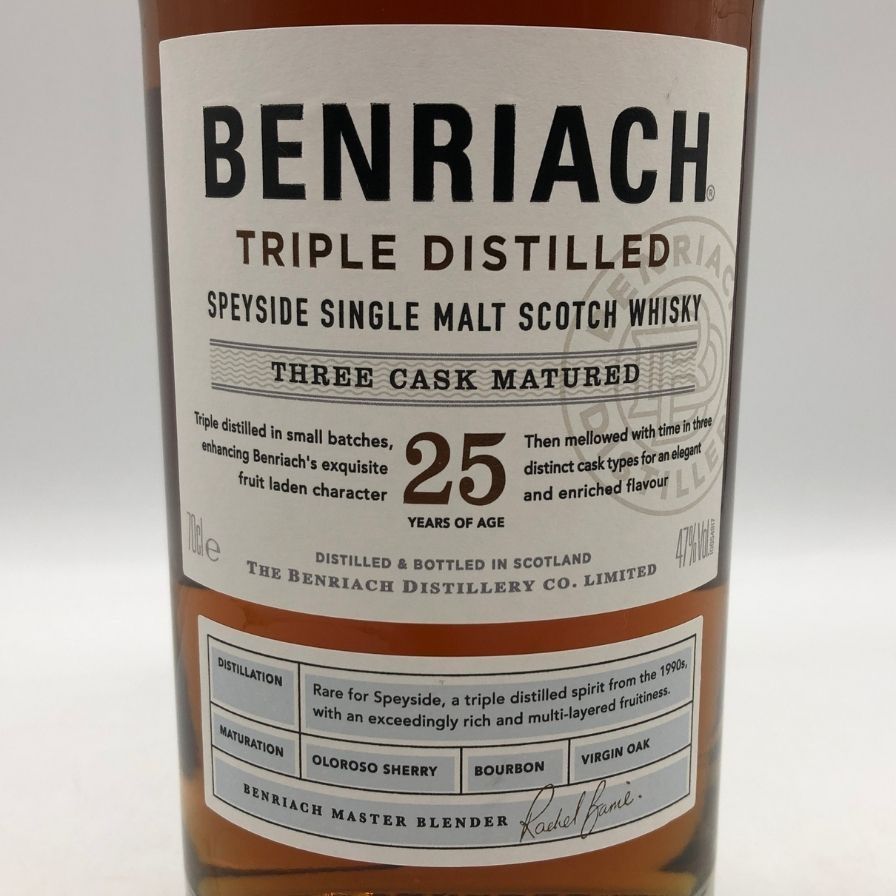 BENRIACH®
TRIPLE DISTILLED
SPEYSIDE SINGLE MALT SCOTCH WHISKY
THREE CASK MATURED
Triple distilled in small batches,
enhancing Benriach's exquisite
fruit laden character
25
YEARS OF AGE
Then mellowed with time in three
distinct cask types for an elegant
and enriched flavour
70cl e
47%Vol
DISTILLED & BOTTLED IN SCOTLAND
THE BENRIACH DISTILLERY CO. LIMITED
BENRIACH
DISTILLERY
DISTILLATION
Rare for Speyside, a triple distilled spirit from the 1990s,
with an exceedingly rich and multi-layered fruitiness.
MATURATION
OLOROSO SHERRY
BOURBON
VIRGIN OAK
BENRIACH MASTER BLENDER
Rachel Barrie.